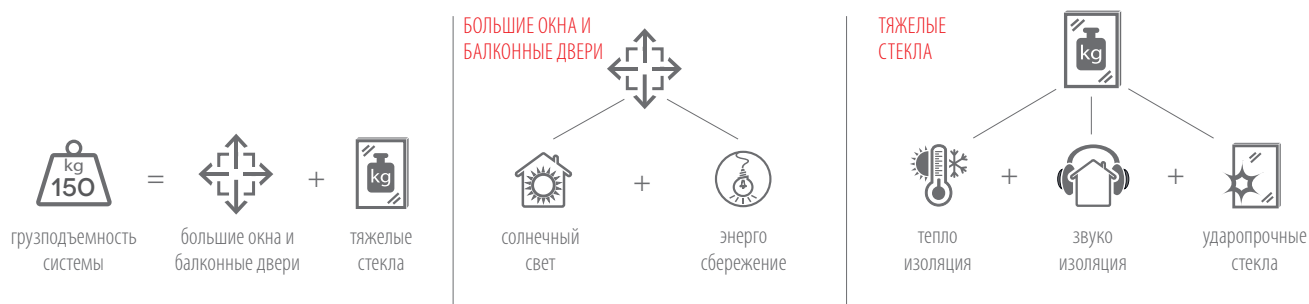 kg
150
=
+
kg
грузподъемность
системы
большие окна и
балконные двери
тяжелые
стекла
БОЛЬШИЕ ОКНА И
БАЛКОННЫЕ ДВЕРИ
+
солнечный
свет
энерго
сбережение
ТЯЖЕЛЫЕ
СТЕКЛА
kg
+
+
тепло
изоляция
звуко
изоляция
ударопрочные
стекла